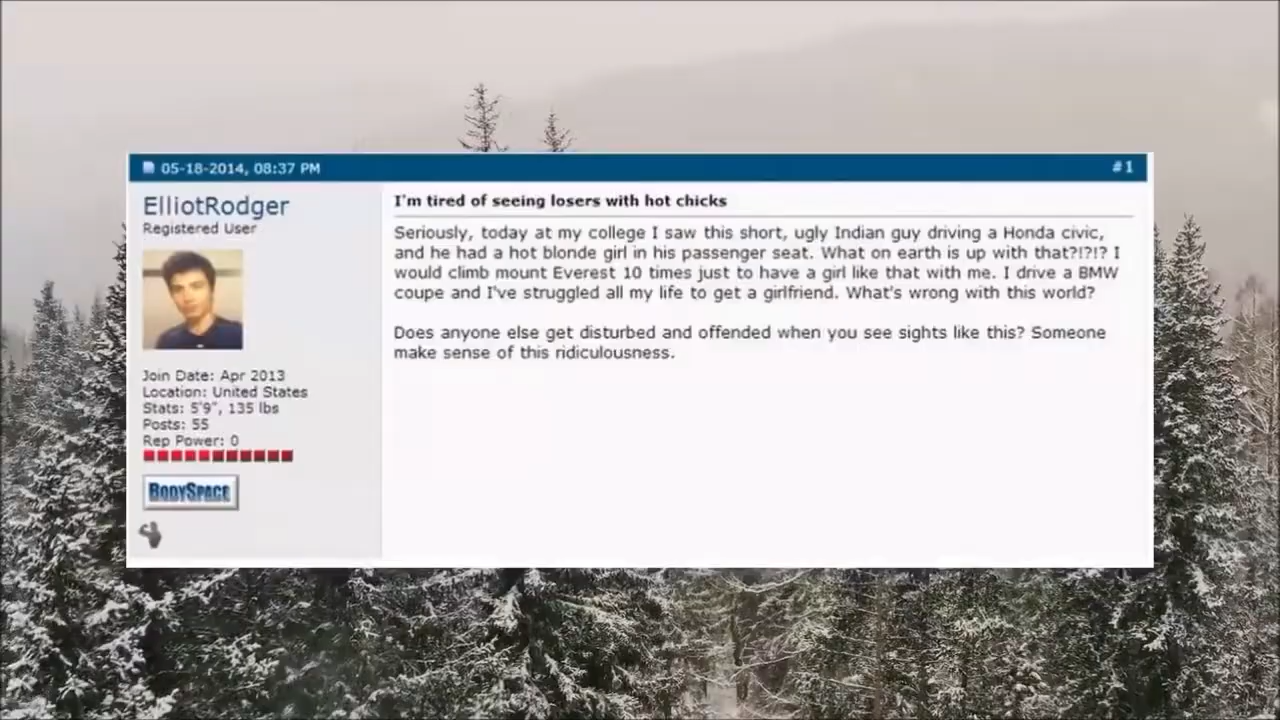 05-18-2014, 08:37 PM
#1
ElliotRodger
Registered User
Join Date: Apr 2013
Location: United States
Stats: 5'9", 135 lbs
Posts: 55
Rep Power: 0
BODYSPACE
I'm tired of seeing losers with hot chicks
Seriously, today at my college I saw this short, ugly Indian guy driving a Honda civic,
and he had a hot blonde girl in his passenger seat. What on earth is up with that?!?!? I
would climb mount Everest 10 times just to have a girl like that with me. I drive a BMW
coupe and I've struggled all my life to get a girlfriend. What's wrong with this world?
Does anyone else get disturbed and offended when you see sights like this? Someone
make sense of this ridiculousness.